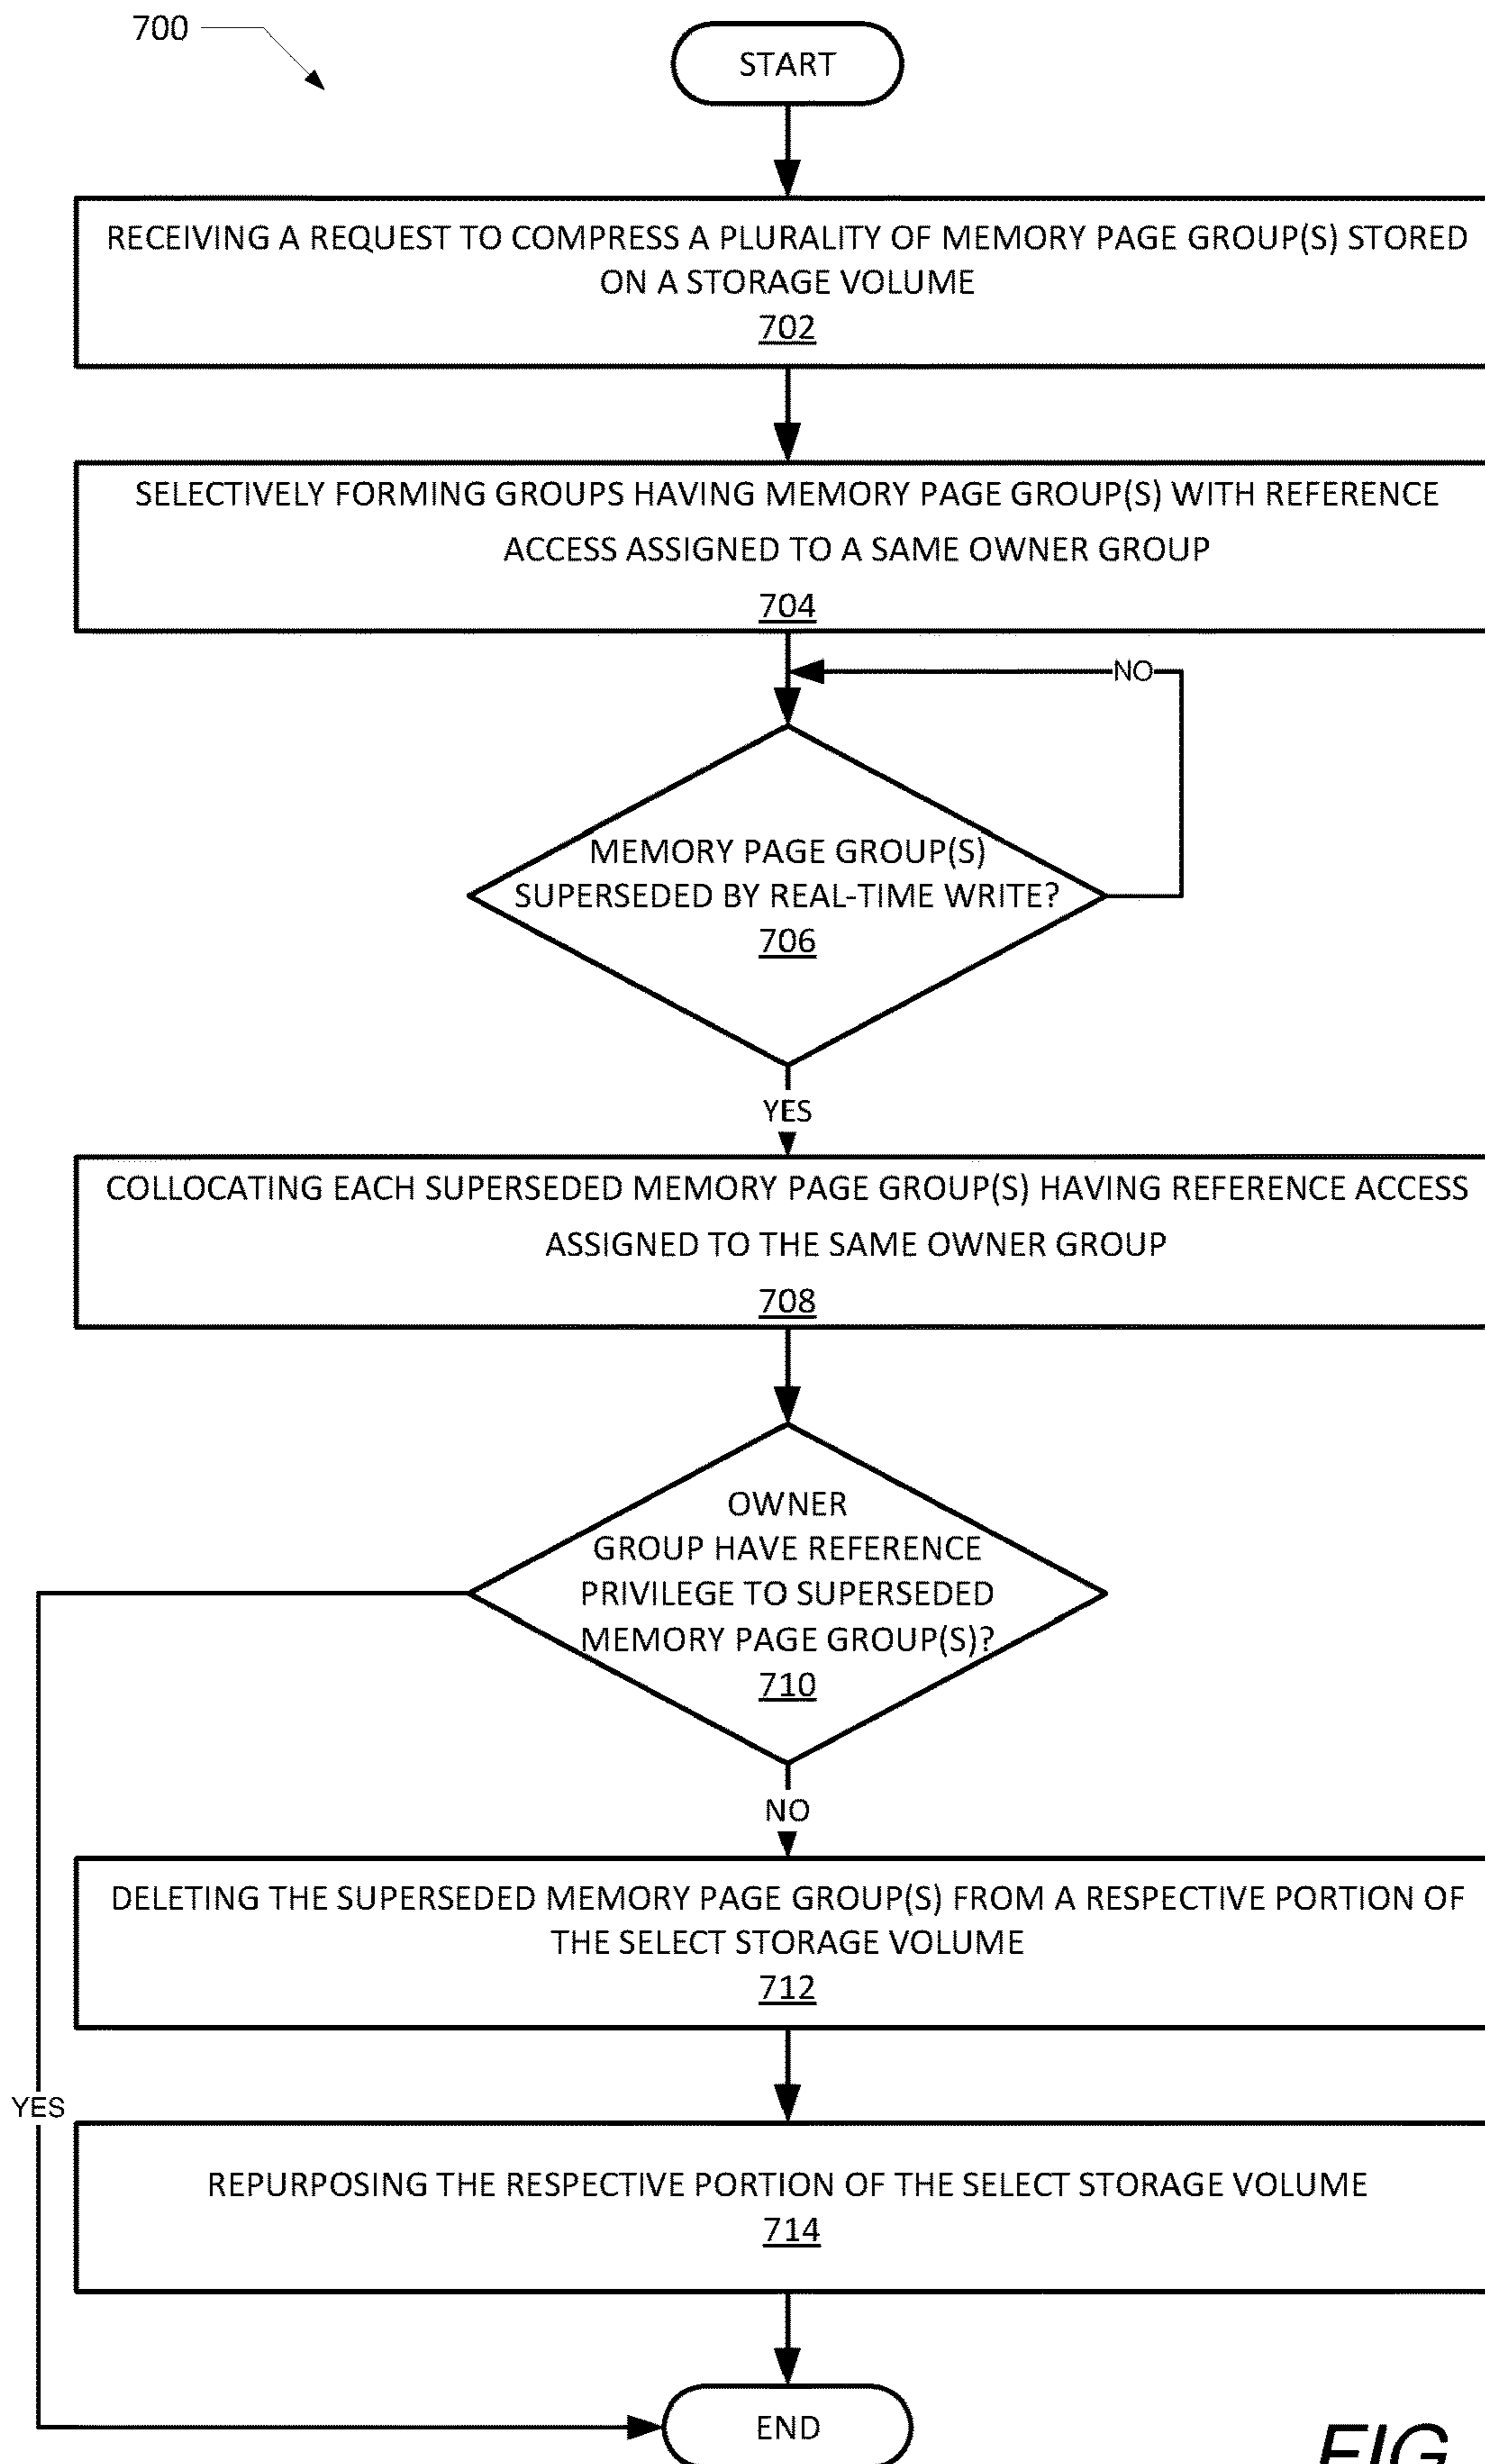 700
START
RECEIVING A REQUEST TO COMPRESS A PLURALITY OF MEMORY PAGE GROUP(S) STORED
ON A STORAGE VOLUME
702
SELECTIVELY FORMING GROUPS HAVING MEMORY PAGE GROUP(S) WITH REFERENCE
ACCESS ASSIGNED TO A SAME OWNER GROUP
704
NO
MEMORY PAGE GROUP(S)
SUPERSEDED BY REAL-TIME WRITE?
706
YES
COLLOCATING EACH SUPERSEDED MEMORY PAGE GROUP(S) HAVING REFERENCE ACCESS
ASSIGNED TO THE SAME OWNER GROUP
708
OWNER
GROUP HAVE REFERENCE
PRIVILEGE TO SUPERSEDED
MEMORY PAGE GROUP(S)?
710
NO
DELETING THE SUPERSEDED MEMORY PAGE GROUP(S) FROM A RESPECTIVE PORTION OF
THE SELECT STORAGE VOLUME
712
YES
REPURPOSING THE RESPECTIVE PORTION OF THE SELECT STORAGE VOLUME
714
END
FIG